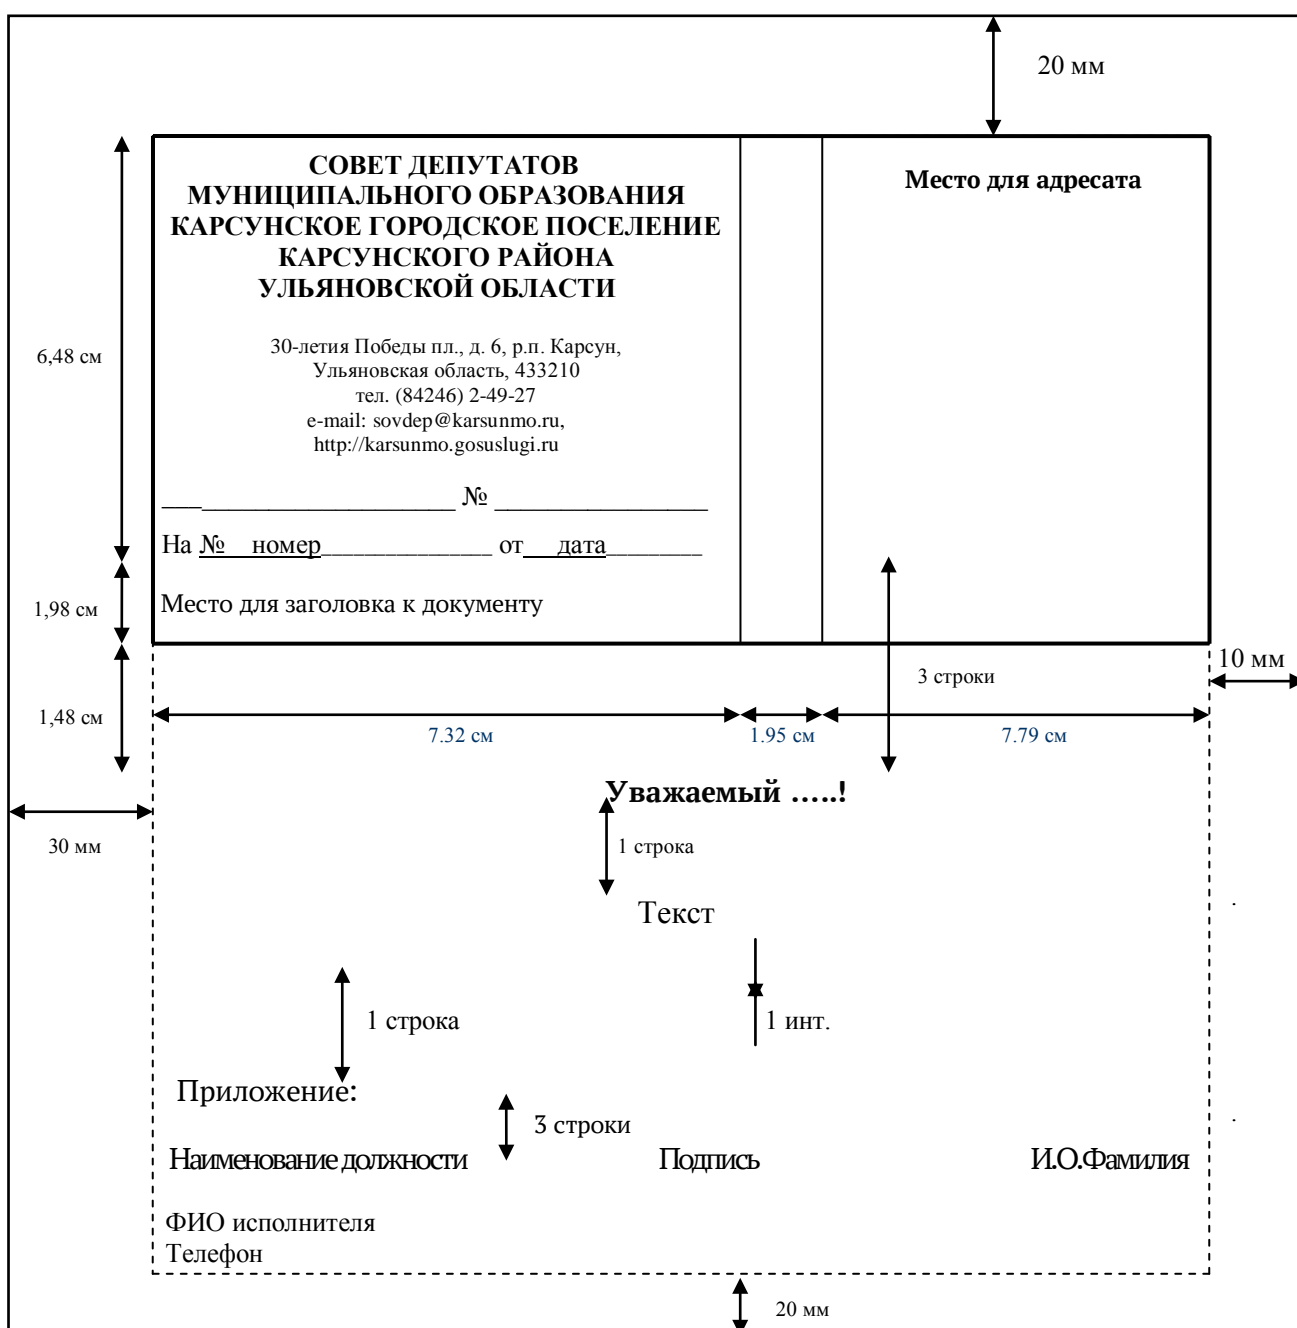 20 мм
СОВЕТ ДЕПУТАТОВ
МУНИЦИПАЛЬНОГО ОБРАЗОВАНИЯ
КАРСУНСКОЕ ГОРОДСКОЕ ПОСЕЛЕНИЕ
КАРСУНСКОГО РАЙОНА
УЛЬЯНОВСКОЙ ОБЛАСТИ
Место для адресата
30-летия Победы пл., д. 6, р.п. Карсун,
Ульяновская область, 433210
тел. (84246) 2-49-27
e-mail: sovdep@karsunmo.ru,
http://karsunmo.gosuslugi.ru
6,48 см
______________________ № ________________
На № номер________________ от дата_________
1,98 см
Место для заголовка к документу
10 мм
3 строки
1,48 см
7.32 см
1.95 см
7.79 см
Уважаемый …..!
30 мм
1 строка
Текст
1 строка
1 инт.
Приложение:
3 строки
Наименование должности Подпись И.О.Фамилия
ФИО исполнителя
Телефон
20 мм